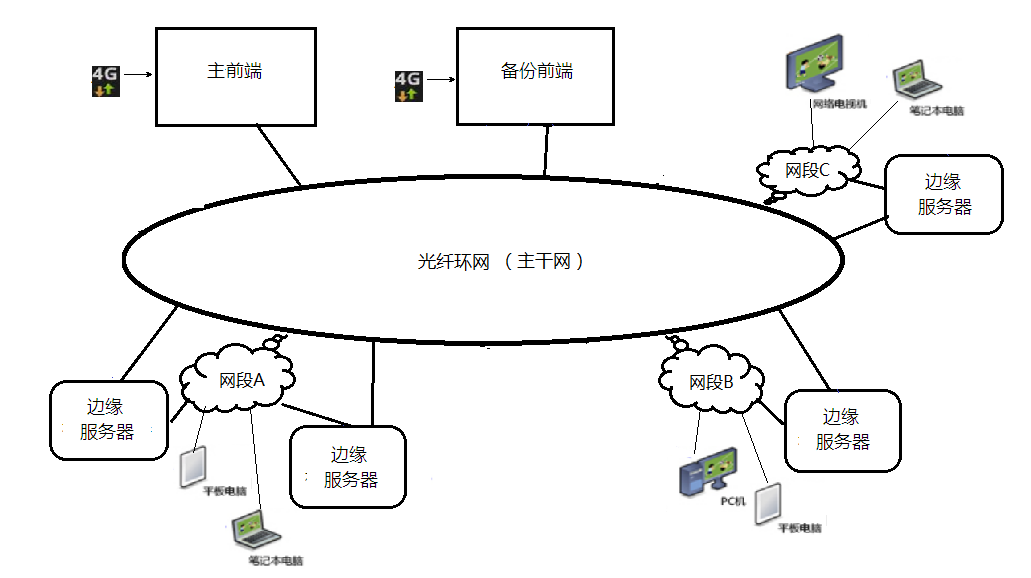 4G
主前端
4G
备份前端
网络电视机
笔记本电脑
网段C
边缘
服务器
光纤环网 （主干网）
网段A
网段B
边缘
服务器
边缘
服务器
边缘
服务器
平板电脑
PC机
平板电脑
笔记本电脑